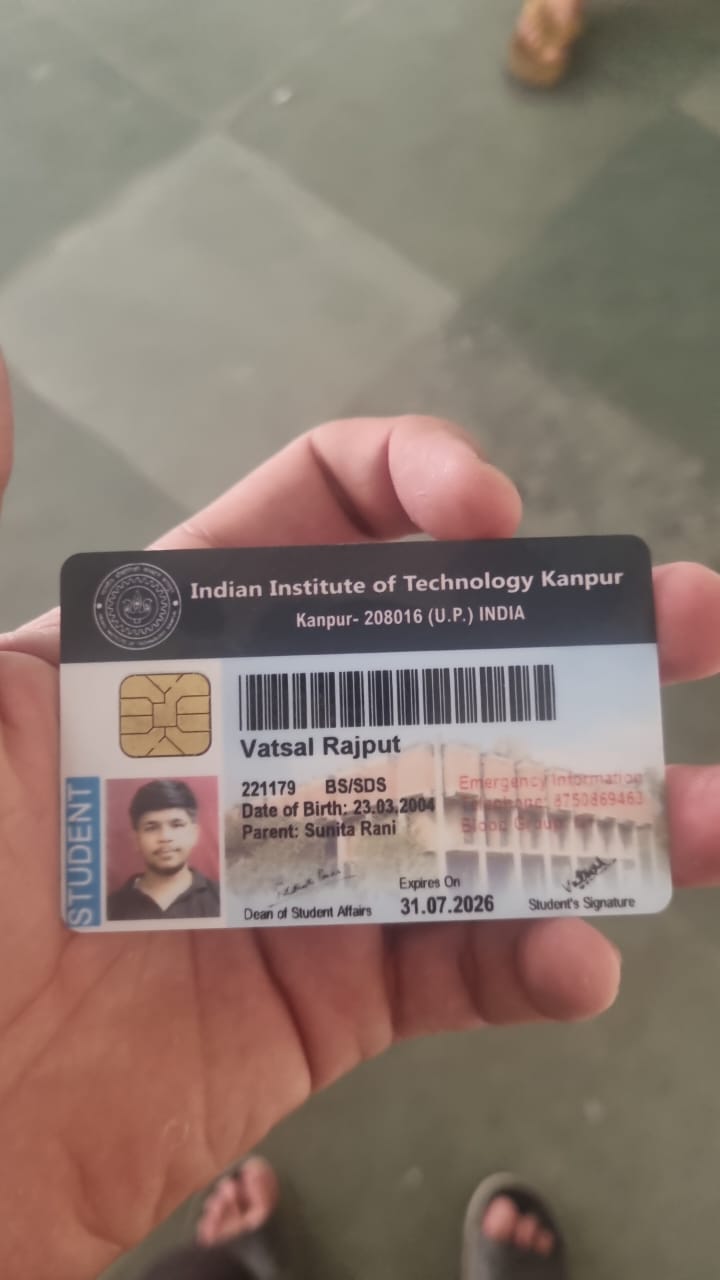 Indian Institute of Technology Kanpur
Kanpur- 208016 (U.P.) INDIA
Vatsal Rajput
221179 BS/SDS
Date of Birth: 23.03.2004
Parent: Sunita Rani
Emergency Information
8750869463
Blood Group
STUDENT
Dean of Student Affairs
Expires On
31.07.2026
Student's Signature